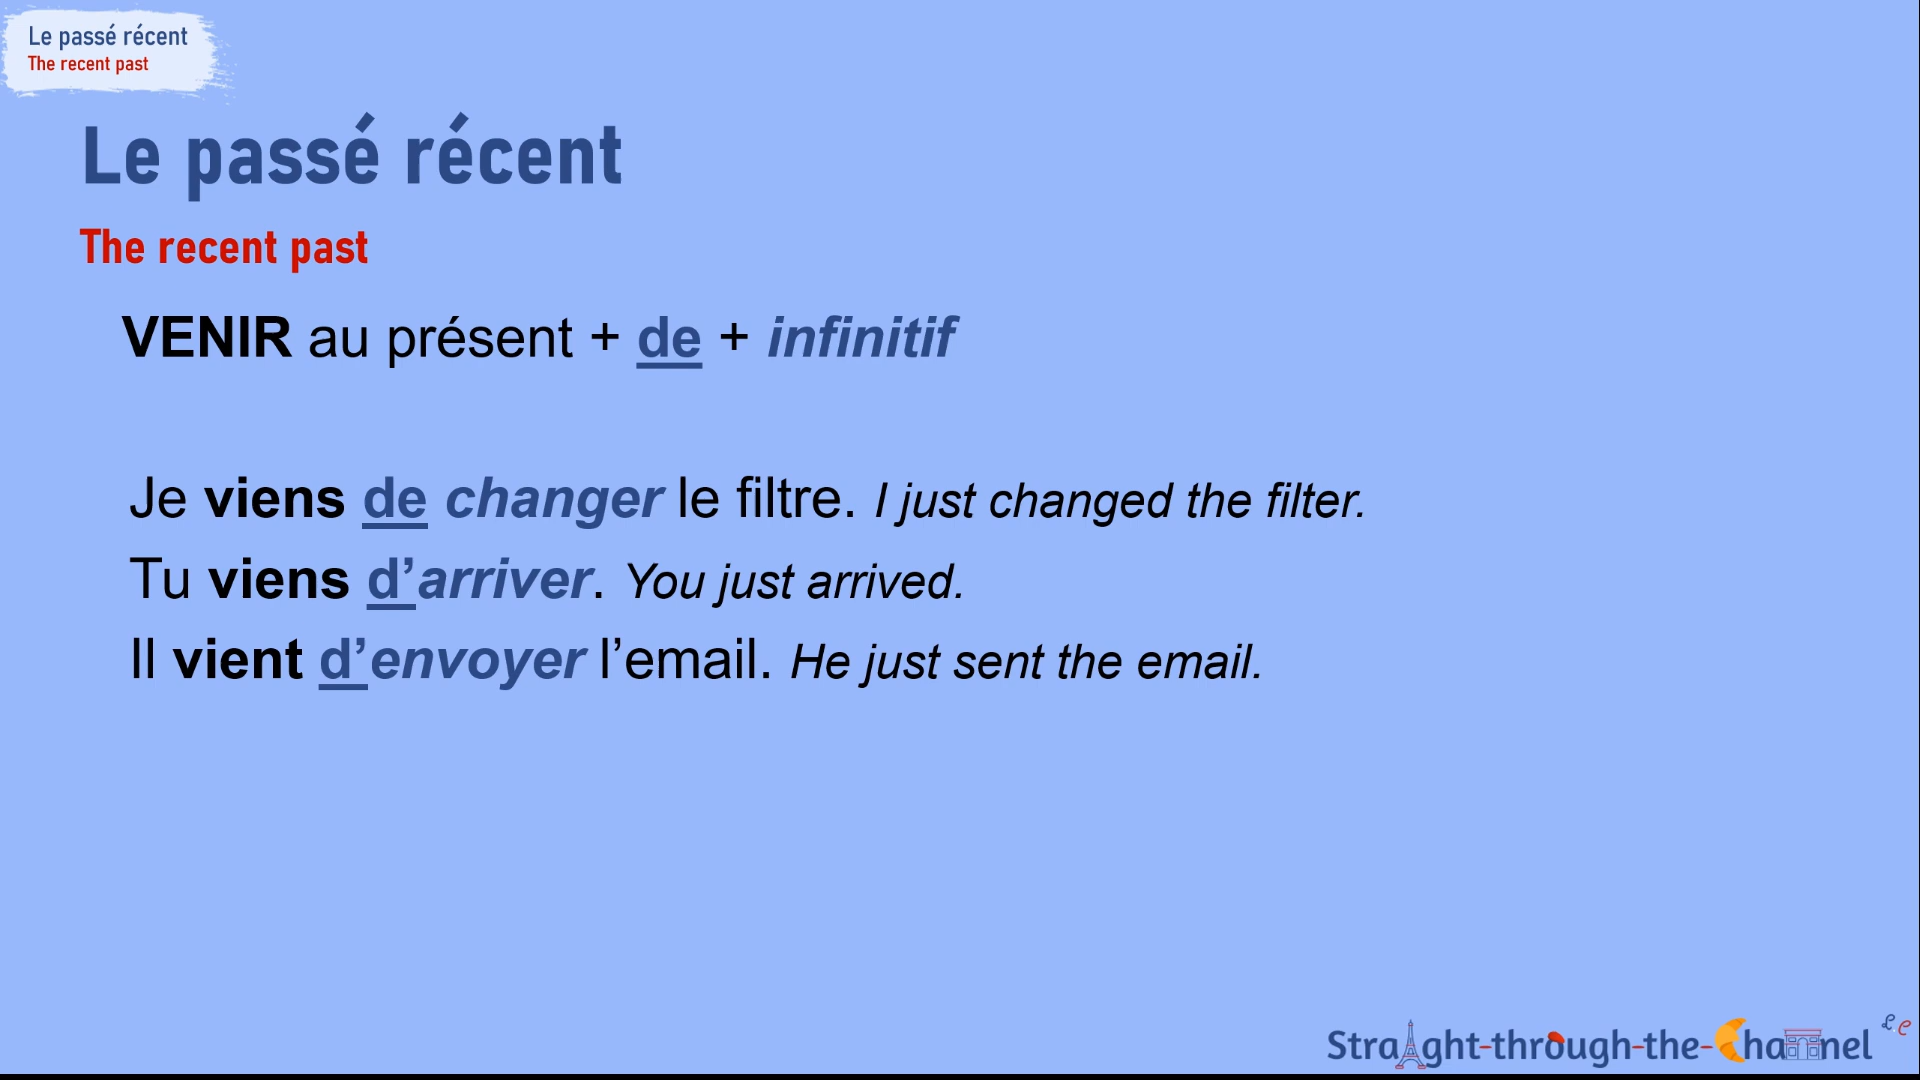 Le passé récent
The recent past
Le passé récent
The recent past
VENIR au présent + de + infinitif
Je viens de changer le filtre. I just changed the filter.
Tu viens d’arriver. You just arrived.
Il vient d’envoyer l’email. He just sent the email.
Straight-through-the-Channel